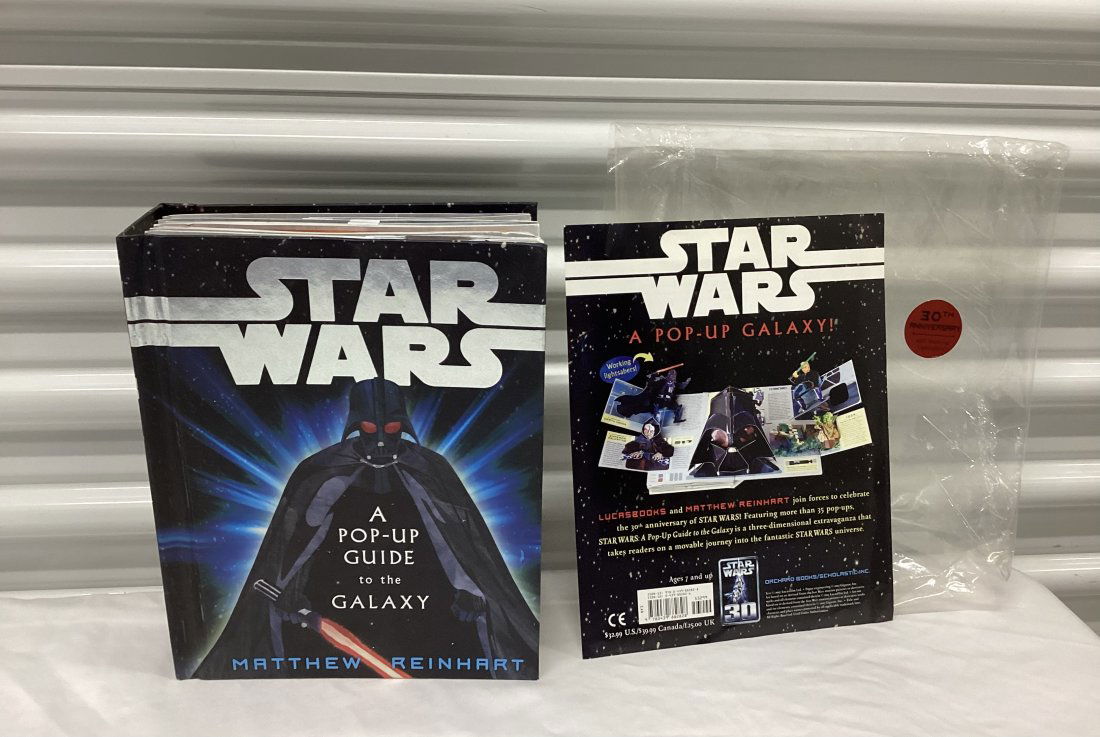 STAR
WARS
A
POP-UP
GUIDE
to the
GALAXY
MATTHEW REINHART
STAR
WARS
A POP-UP GALAXY!
Working
lightsabers!
LUCASBOOKS and MATTHEW REINHART join forces to celebrate
the 30th anniversary of STAR WARS! Featuring more than 35 pop-ups,
STAR WARS: A Pop-Up Guide to the Galaxy is a three-dimensional extravaganza that
takes readers on a movable journey into the fantastic STAR WARS universe.
Ages 7 and up
STAR
WARS
30
ORCHARD BOOKS/SCHOLASTIC INC.
CE
$32.99 U.S./$39.99 Canada/£25.00 UK
30TH
ANNIVERSARY